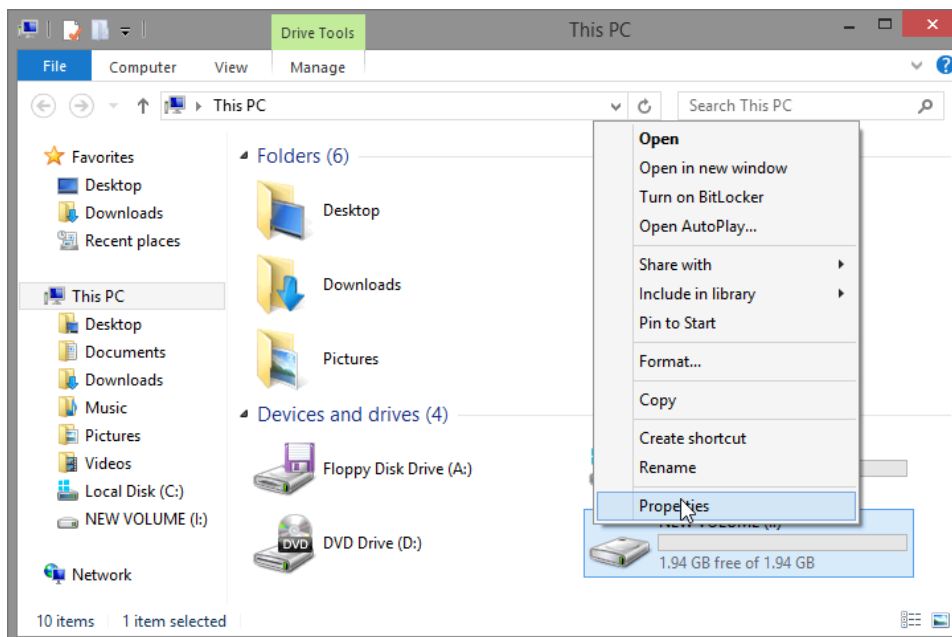 Drive Tools
This PC
File
Computer
View
Manage
This PC
Search This PC
Favorites
Desktop
Downloads
Recent places
This PC
Desktop
Documents
Downloads
Music
Pictures
Videos
Local Disk (C:)
NEW VOLUME (I:)
Network
Folders (6)
Desktop
Downloads
Pictures
Devices and drives (4)
Floppy Disk Drive (A:)
DVD
DVD Drive (D:)
Open
Open in new window
Turn on BitLocker
Open AutoPlay...
Share with
Include in library
Pin to Start
Format...
Copy
Create shortcut
Rename
Properties
NEW VOLUME (I:)
1.94 GB free of 1.94 GB
10 items
1 item selected